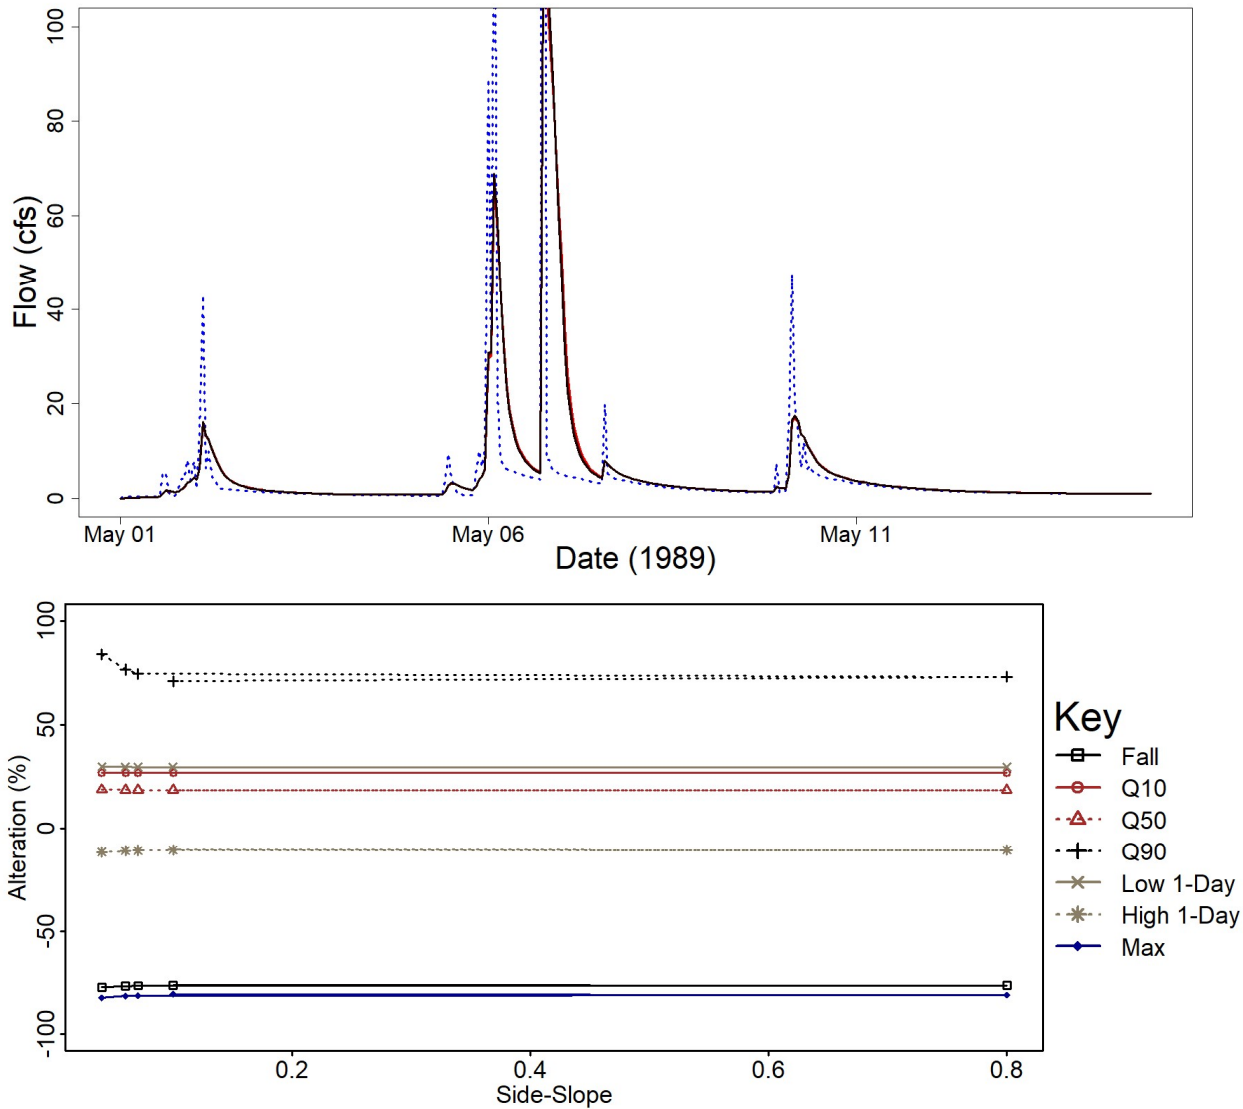 100
80
60
40
20
0
Flow (cfs)
May 01
May 06
May 11
Date (1989)
100
50
0
-50
-100
Alteration (%)
0.2
0.4
0.6
0.8
Side-Slope
Key
Fall
Q10
Q50
Q90
Low 1-Day
High 1-Day
Max